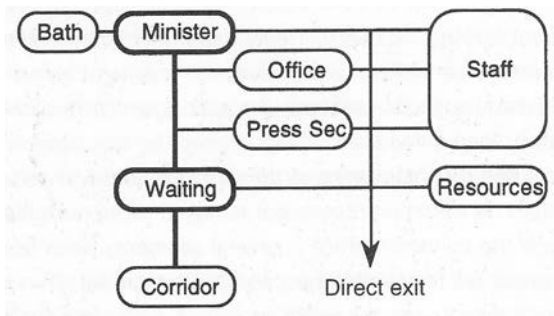 Bath
Minister
Office
Staff
Press Sec
Waiting
Resources
Corridor
Direct exit